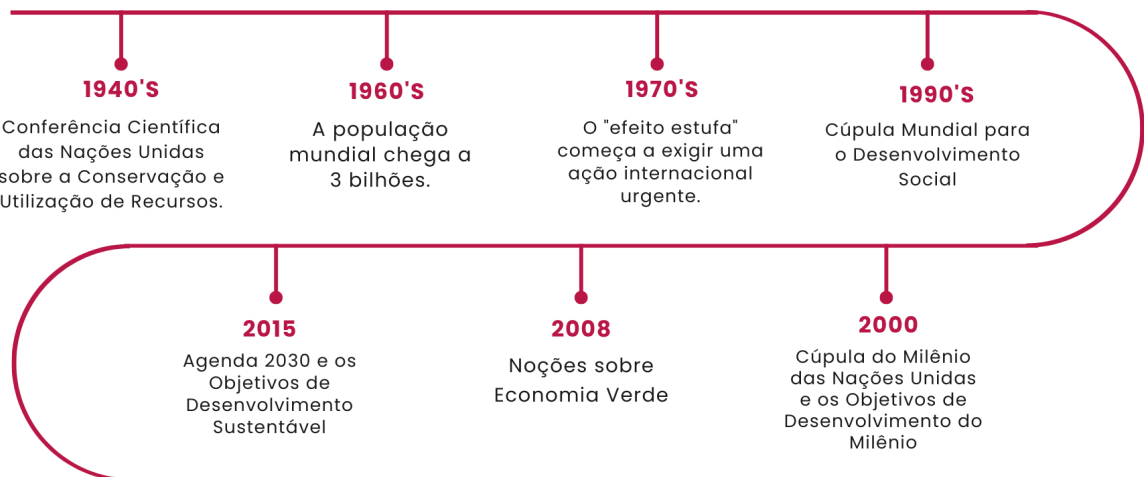 1940'S
Conferência Científica
das Nações Unidas
sobre a Conservação e
Utilização de Recursos.
1960'S
A população
mundial chega a
3 bilhões.
1970'S
O "efeito estufa"
começa a exigir uma
ação internacional
urgente.
1990'S
Cúpula Mundial para
o Desenvolvimento
Social
2015
Agenda 2030 e os
Objetivos de
Desenvolvimento
Sustentável
2008
Noções sobre
Economia Verde
2000
Cúpula do Milênio
das Nações Unidas
e os Objetivos de
Desenvolvimento do
Milênio